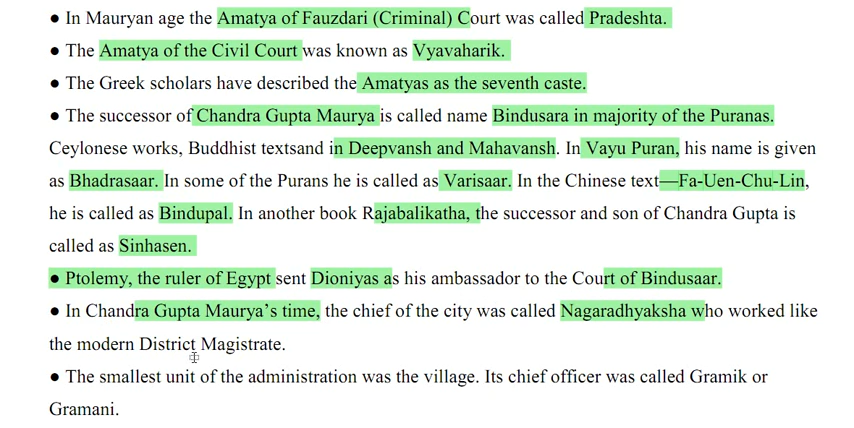 ● In Mauryan age the Amatya of Fauzdari (Criminal) Court was called Pradeshta.
● The Amatya of the Civil Court was known as Vyavaharik.
● The Greek scholars have described the Amatyas as the seventh caste.
● The successor of Chandra Gupta Maurya is called name Bindusara in majority of the Puranas.
Ceylonese works, Buddhist textsand in Deepvansh and Mahavansh. In Vayu Puran, his name is given
as Bhadrasaar. In some of the Purans he is called as Varisaar. In the Chinese text—Fa-Uen-Chu-Lin,
he is called as Bindupal. In another book Rajabalikatha, the successor and son of Chandra Gupta is
called as Sinhasen.
● Ptolemy, the ruler of Egypt sent Dioniyas as his ambassador to the Court of Bindusaar.
● In Chandra Gupta Maurya’s time, the chief of the city was called Nagaradhyaksha who worked like
the modern District Magistrate.
● The smallest unit of the administration was the village. Its chief officer was called Gramik or
Gramani.